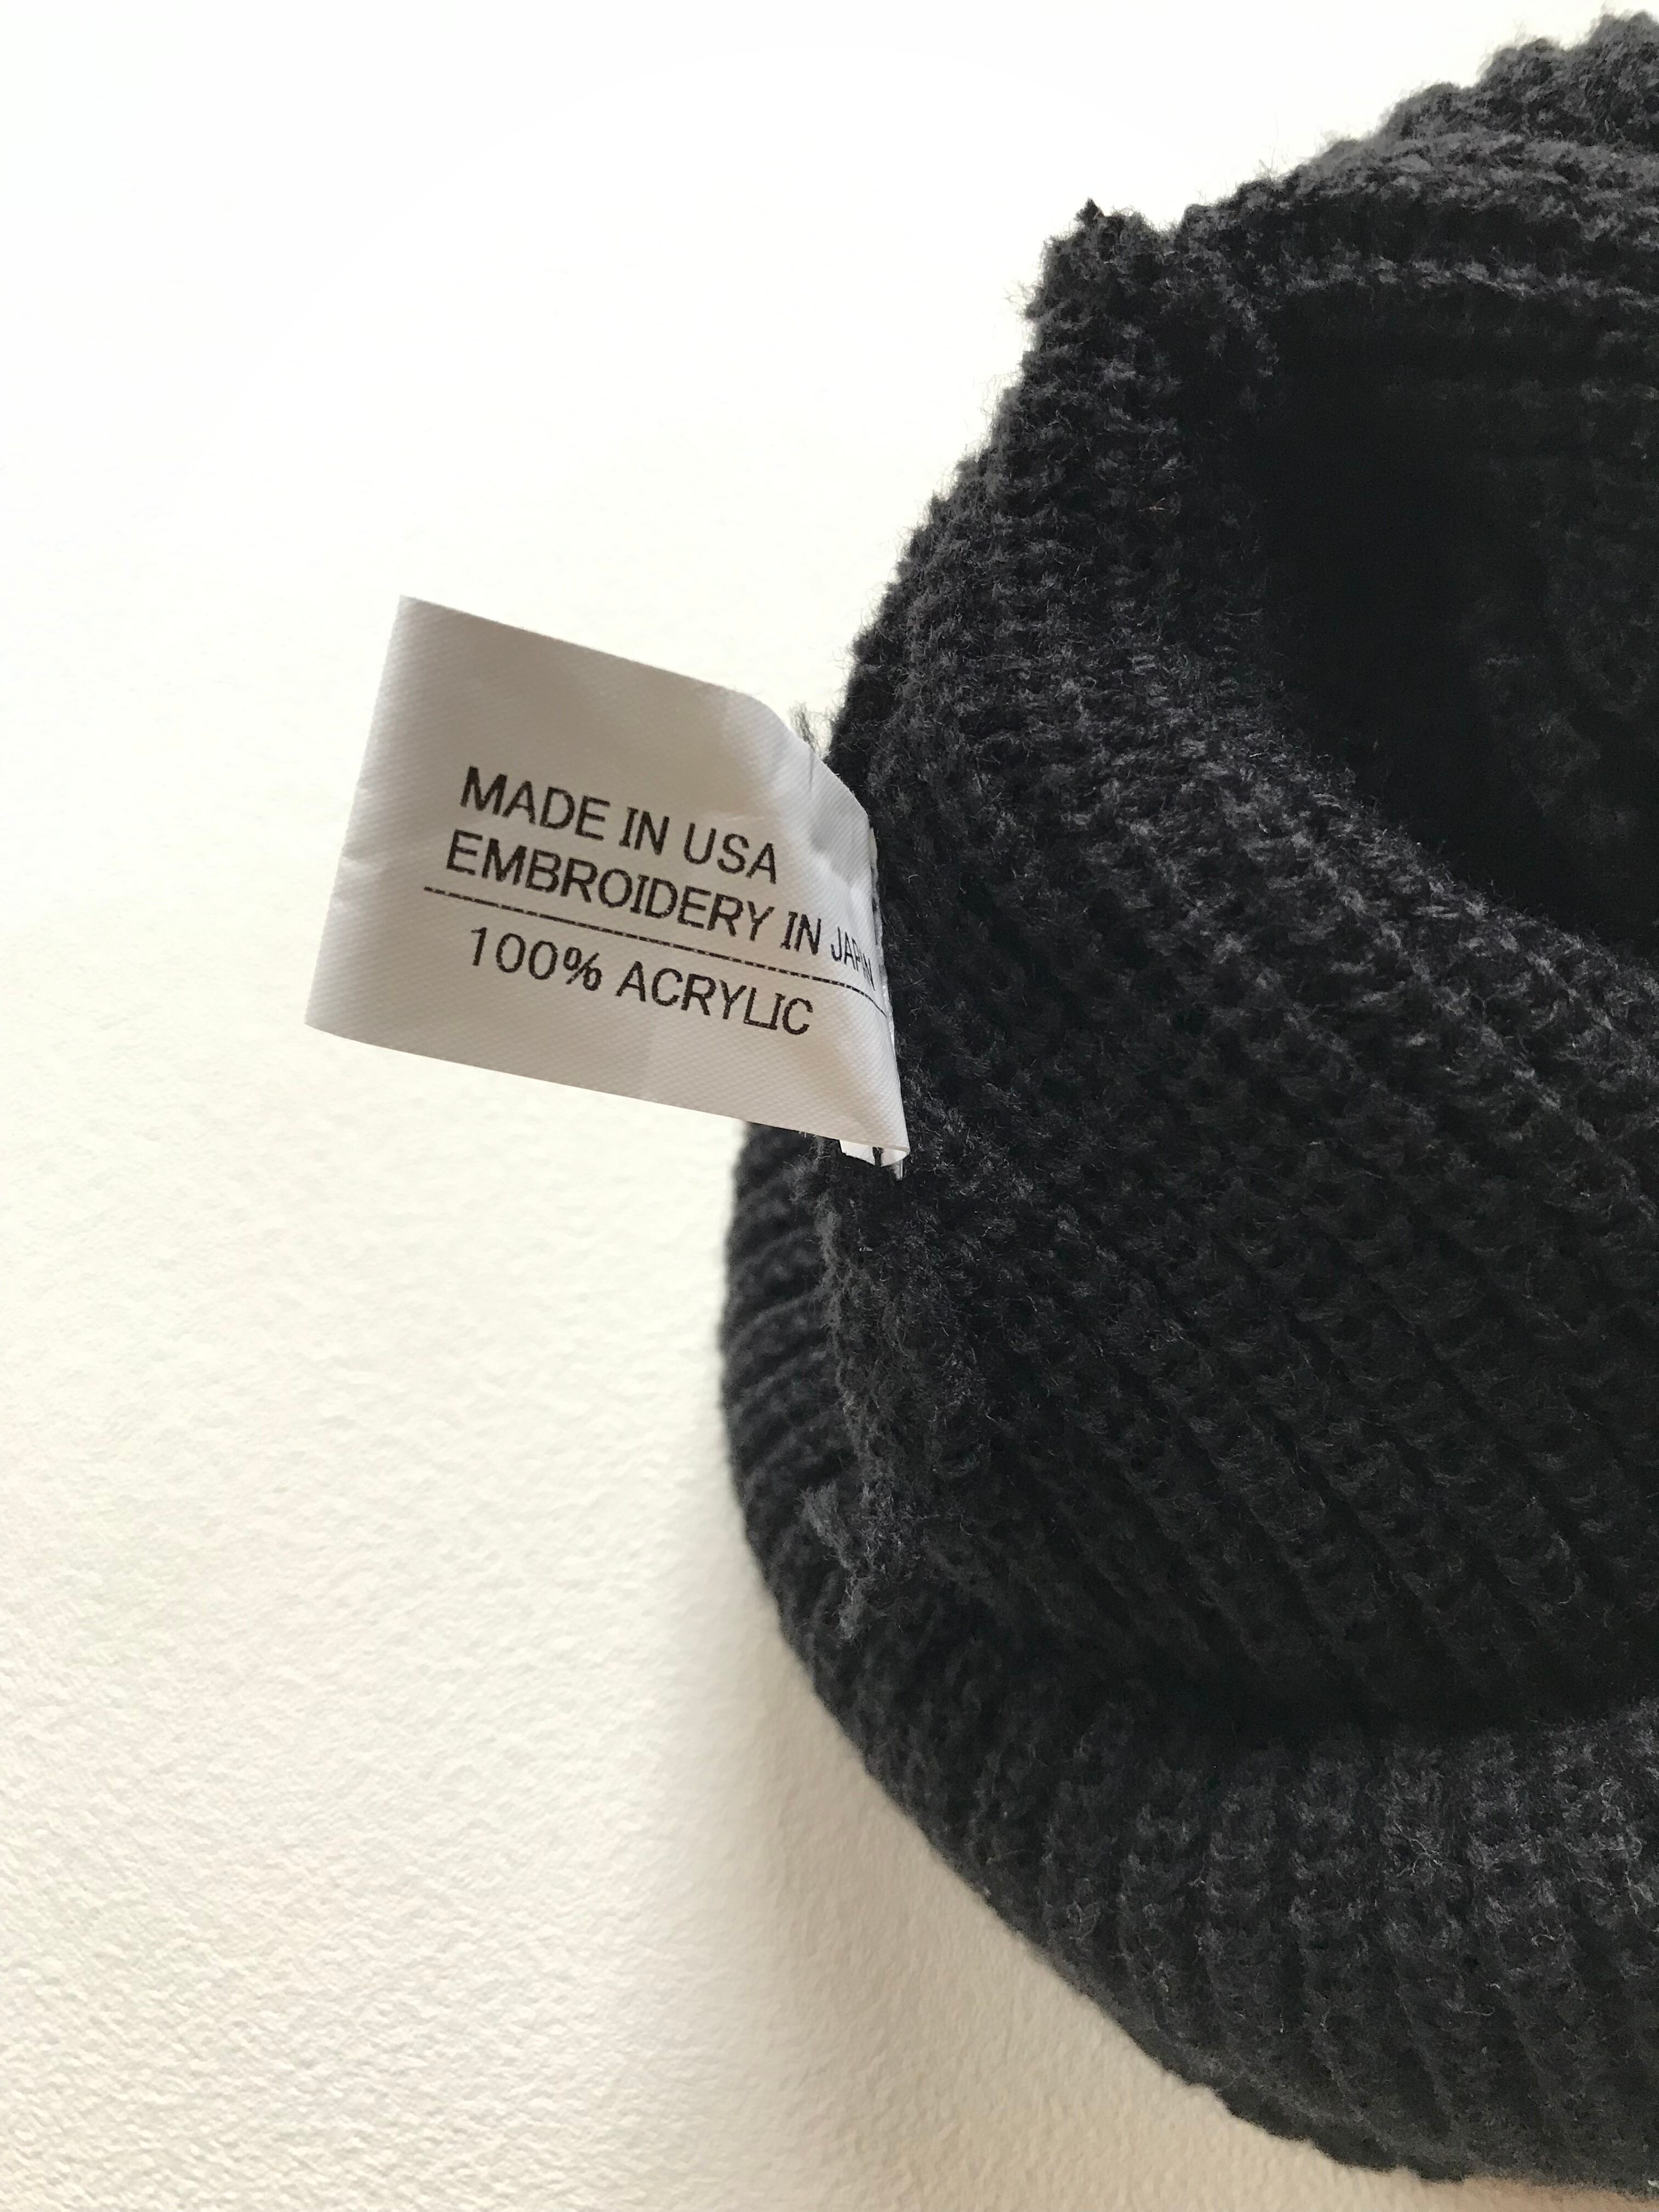 MADE IN USA
EMBROIDERY IN JAPAN
100% ACRYLIC